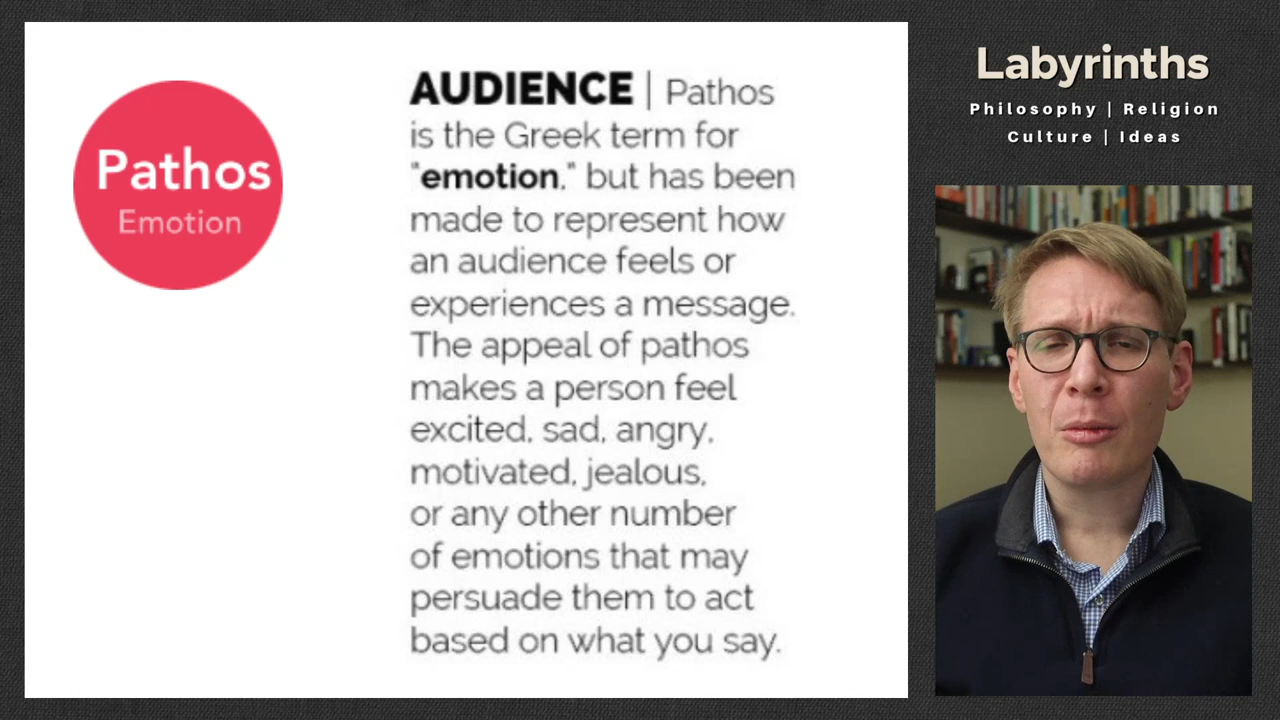 Pathos
Emotion
AUDIENCE | Pathos
is the Greek term for
"emotion," but has been
made to represent how
an audience feels or
experiences a message.
The appeal of pathos
makes a person feel
excited, sad, angry,
motivated, jealous,
or any other number
of emotions that may
persuade them to act
based on what you say.
Labyrinths
Philosophy | Religion
Culture | Ideas